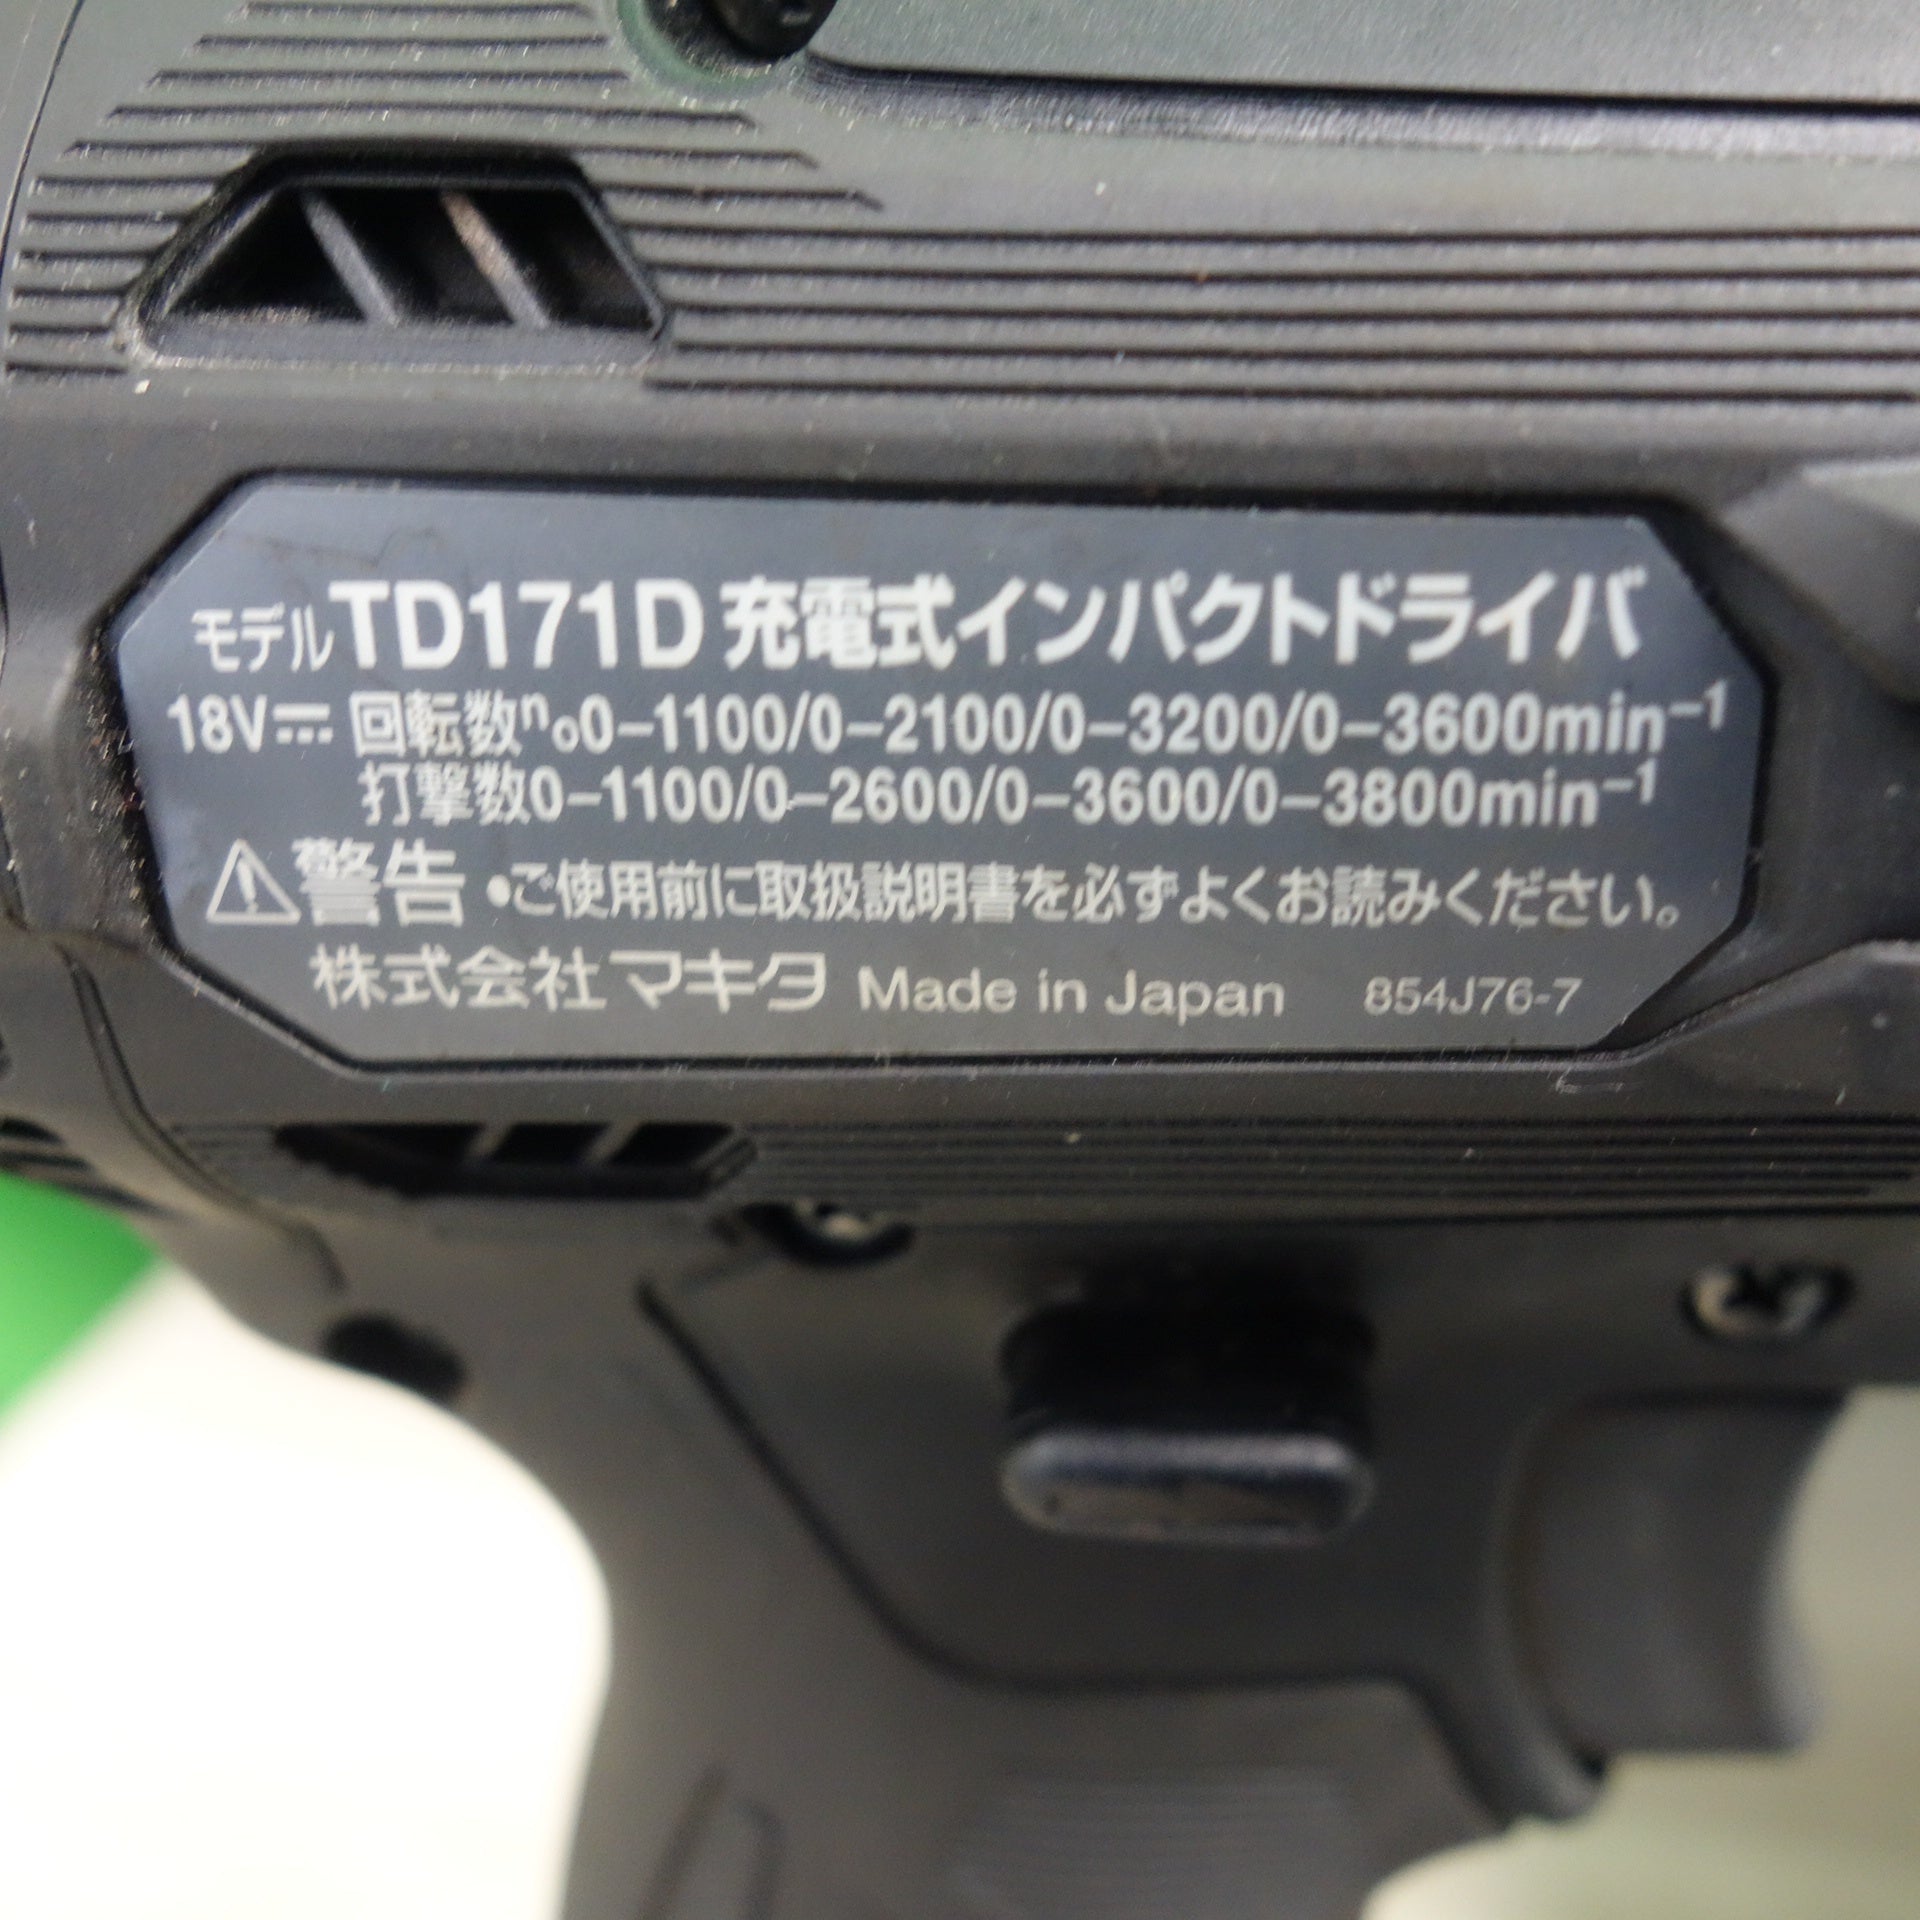 モデルTD171D 充電式インパクトドライバ
18V⎓ 回転数n₀0-1100/0-2100/0-3200/0-3600min⁻¹
打撃数0-1100/0-2600/0-3600/0-3800min⁻¹
⚠警告 •ご使用前に取扱説明書を必ずよくお読みください。
株式会社マキタ Made in Japan 854J76-7